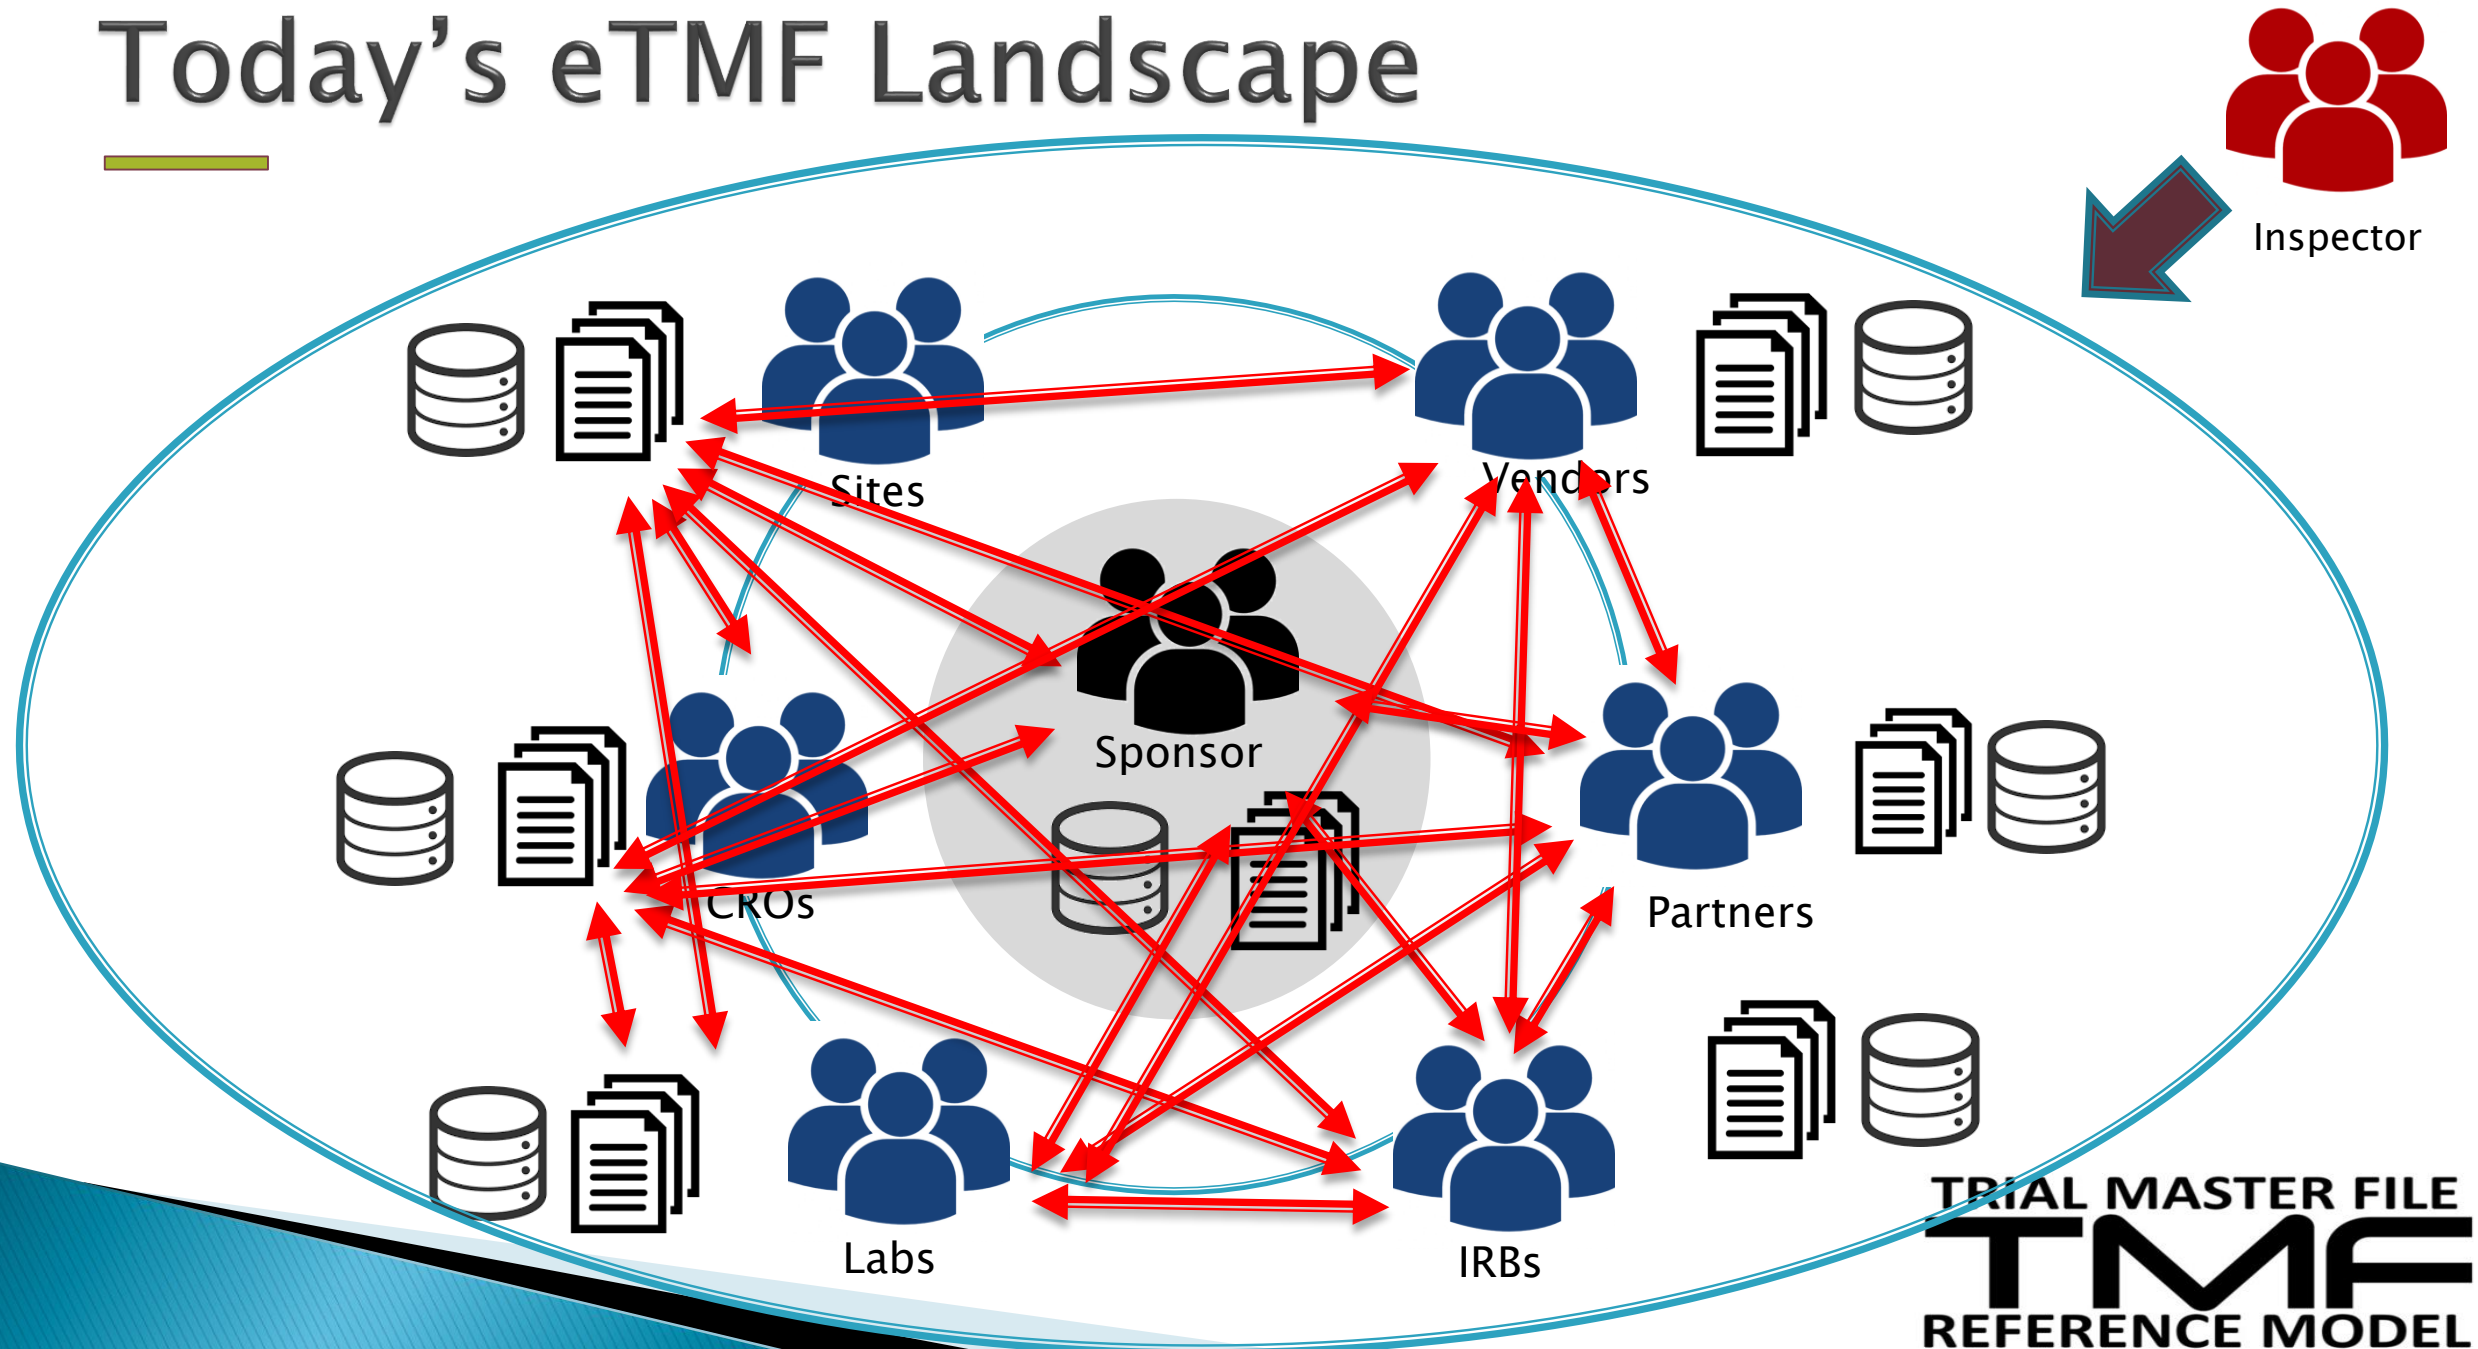 Today’s eTMF Landscape
Inspector
Sites
Vendors
Sponsor
CROs
Partners
Labs
IRBs
TRIAL MASTER FILE
TMF
REFERENCE MODEL